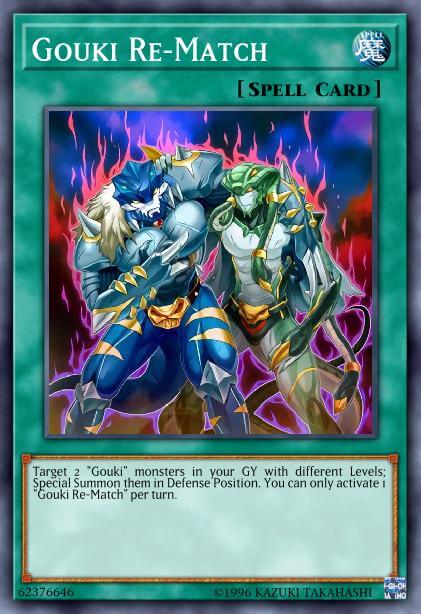 Gouki Re-Match
SPELL
魔
[Spell Card]
Target 2 "Gouki" monsters in your GY with different Levels;
Special Summon them in Defense Position. You can only activate 1
"Gouki Re-Match" per turn.
62376646
©1996 KAZUKI TAKAHASHI